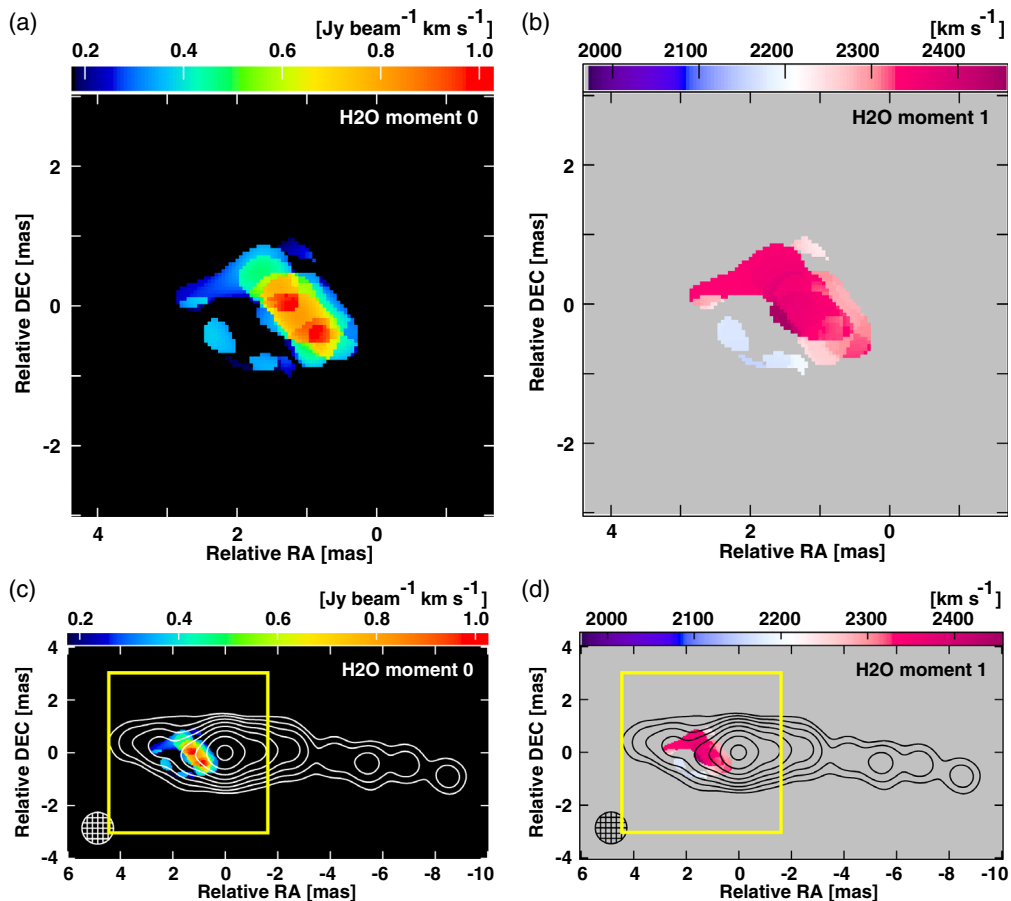 (a)
[Jy beam-1 km s-1]
0.2 0.4 0.6 0.8 1.0
H2O moment 0
Relative DEC [mas]
2
0
-2
4 2 0
Relative RA [mas]
(b)
[km s-1]
2000 2100 2200 2300 2400
H2O moment 1
Relative DEC [mas]
2
0
-2
4 2 0
Relative RA [mas]
(c)
[Jy beam-1 km s-1]
0.2 0.4 0.6 0.8 1.0
H2O moment 0
Relative DEC [mas]
4
2
0
-2
-4
6 4 2 0 -2 -4 -6 -8 -10
Relative RA [mas]
(d)
[km s-1]
2000 2100 2200 2300 2400
H2O moment 1
Relative DEC [mas]
4
2
0
-2
-4
6 4 2 0 -2 -4 -6 -8 -10
Relative RA [mas]